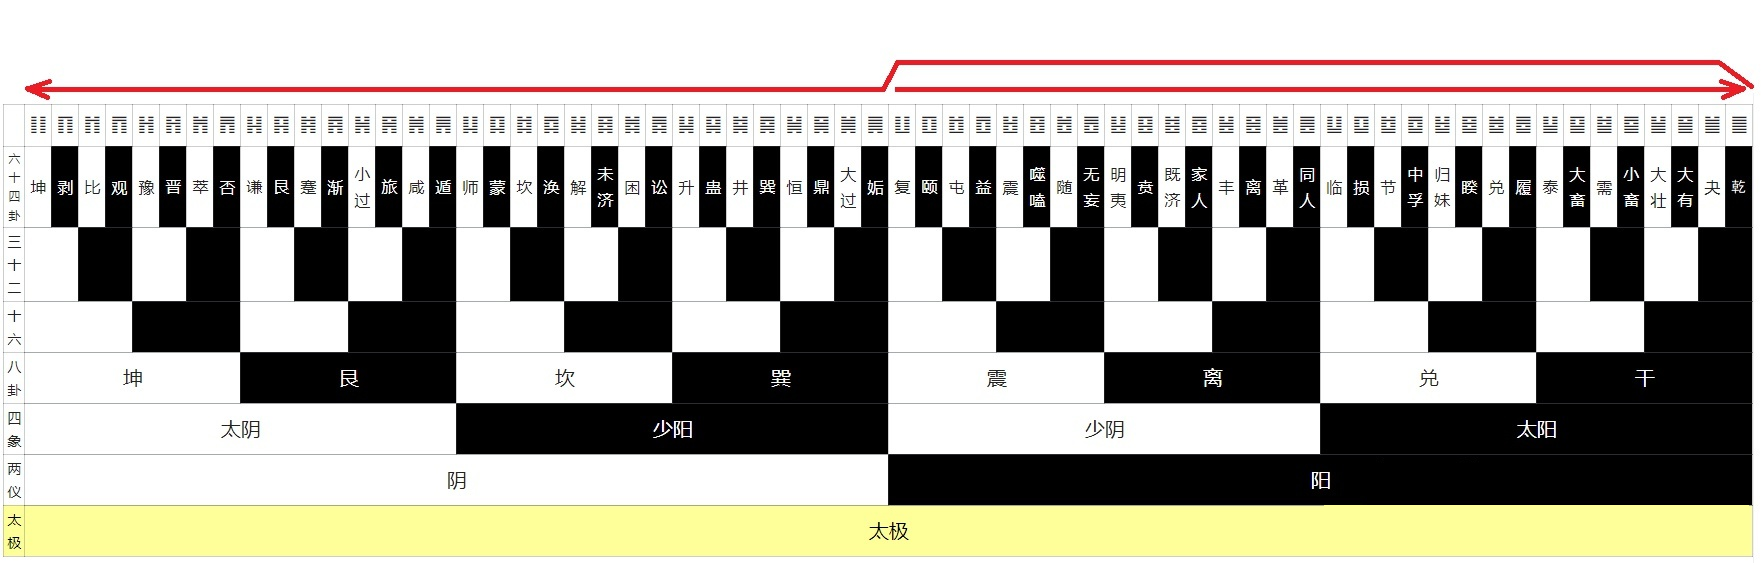 六十四卦 坤 剥 比 观 豫 晋 萃 否 谦 艮 蹇 渐 小过 旅 咸 遁 师 蒙 坎 涣 解 未济 困 讼 升 蛊 井 巽 恒 鼎 大过 姤 复 颐 屯 益 震 噬嗑 随 无妄 明夷 贲 既济 家人 丰 离 革 同人 临 损 节 中孚 归妹 睽 兑 履 泰 大畜 需 小畜 大壮 大有 夬 乾
三十二
十六
八卦 坤 艮 坎 巽 震 离 兑 干
四象 太阴 少阳 少阴 太阳
两仪 阴 阳
太极 太极